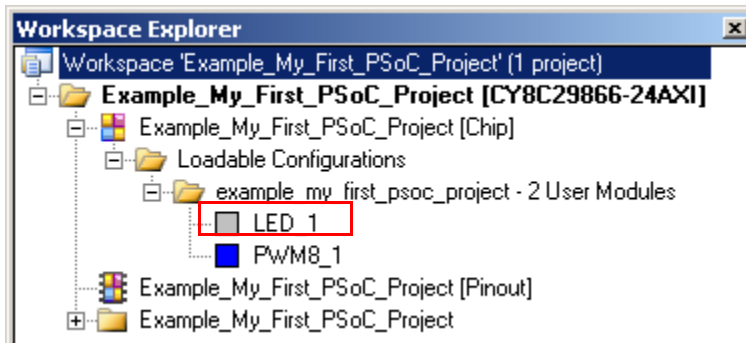 Workspace Explorer
Workspace 'Example_My_First_PSoC_Project' (1 project)
Example_My_First_PSoC_Project [CY8C29866-24AXI]
Example_My_First_PSoC_Project [Chip]
Loadable Configurations
example_my_first_psoc_project - 2 User Modules
LED_1
PWM8_1
Example_My_First_PSoC_Project [Pinout]
Example_My_First_PSoC_Project